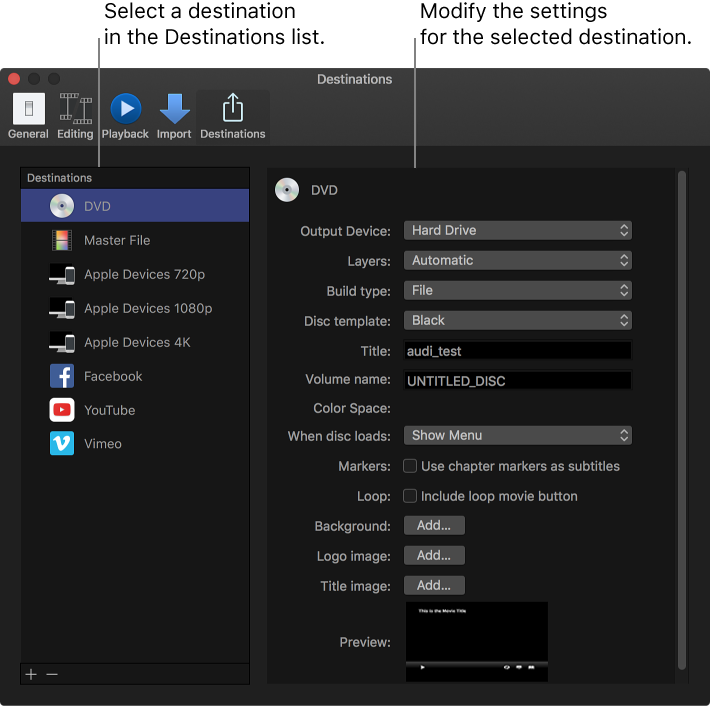 Select a destination
in the Destinations list.
Modify the settings
for the selected destination.
Destinations
General
Editing
Playback
Import
Destinations
Destinations
DVD
Master File
Apple Devices 720p
Apple Devices 1080p
Apple Devices 4K
Facebook
YouTube
Vimeo
DVD
Output Device: Hard Drive
Layers: Automatic
Build type: File
Disc template: Black
Title: audi_test
Volume name: UNTITLED_DISC
Color Space:
When disc loads: Show Menu
Markers: Use chapter markers as subtitles
Loop: Include loop movie button
Background: Add...
Logo image: Add...
Title image: Add...
Preview:
This is the Movie Title